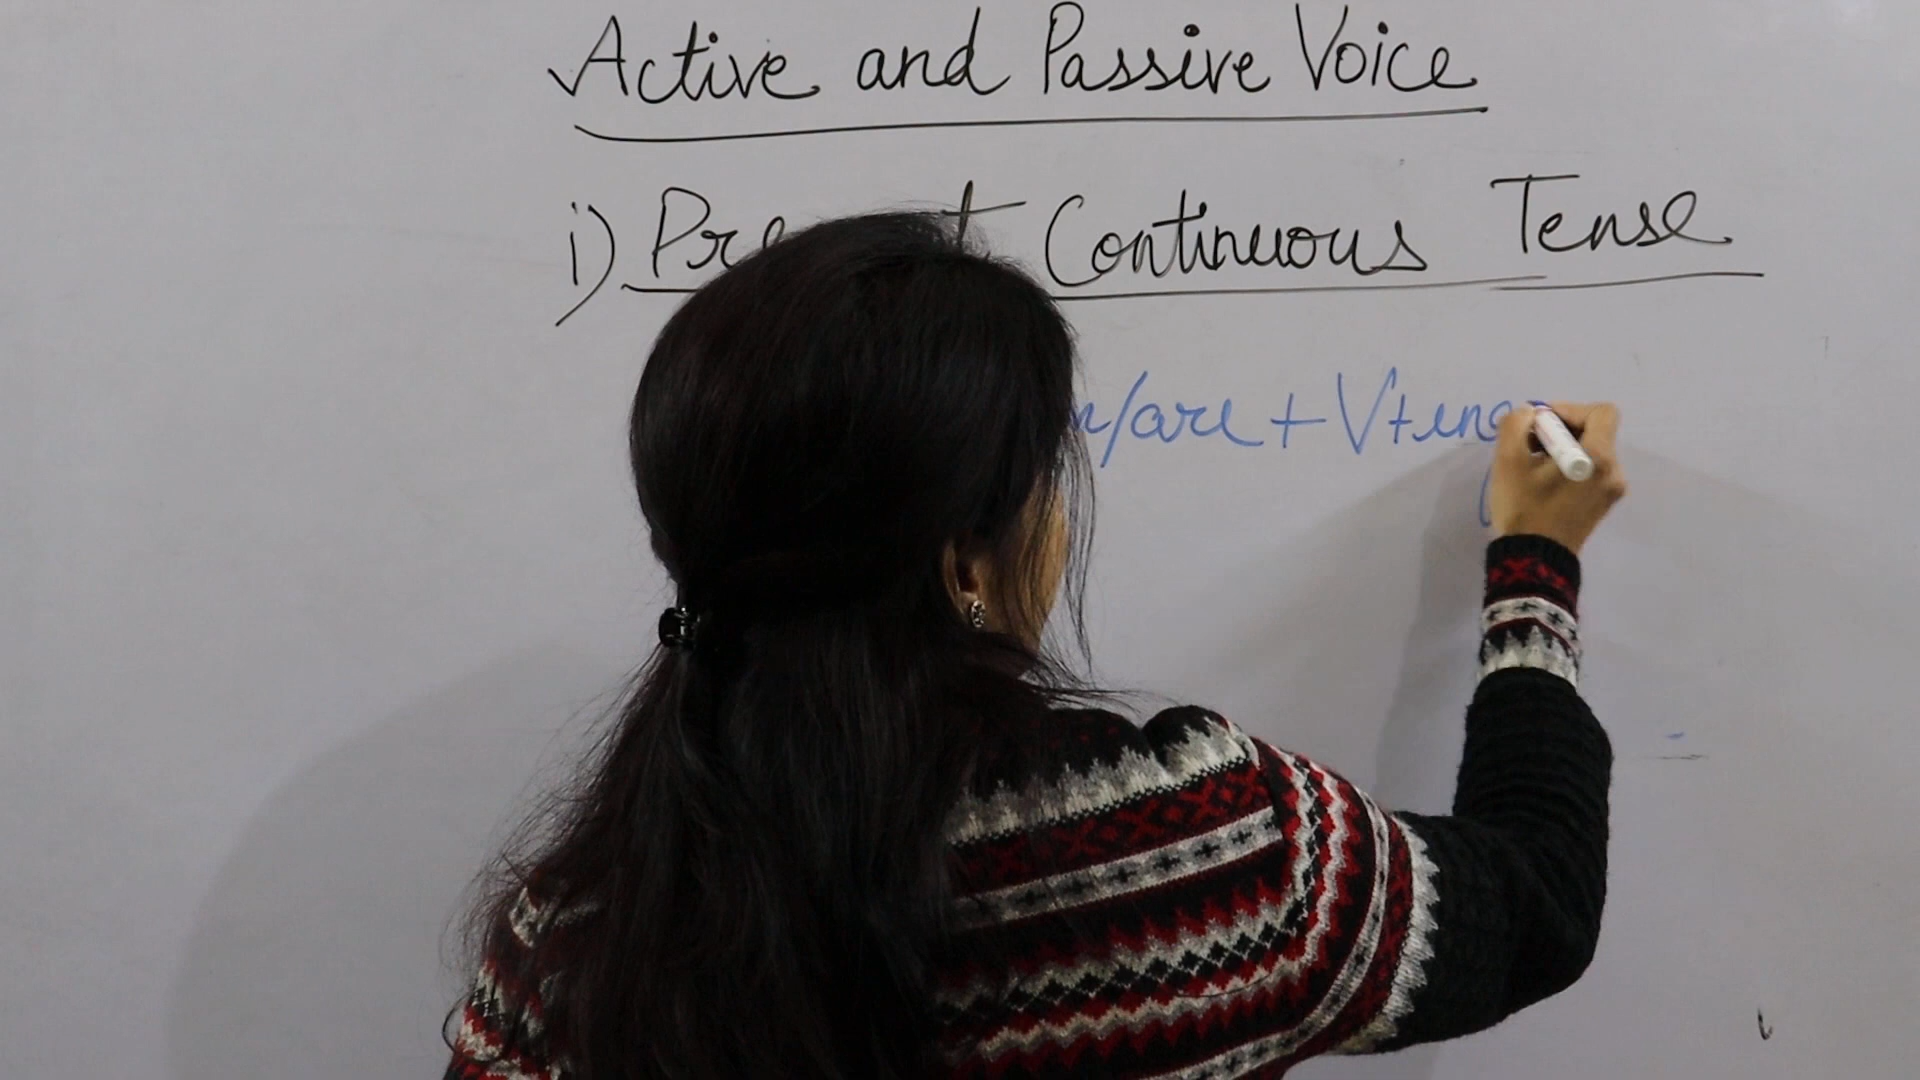 Active and Passive Voice
i) Present Continuous Tense
/are + V+ing